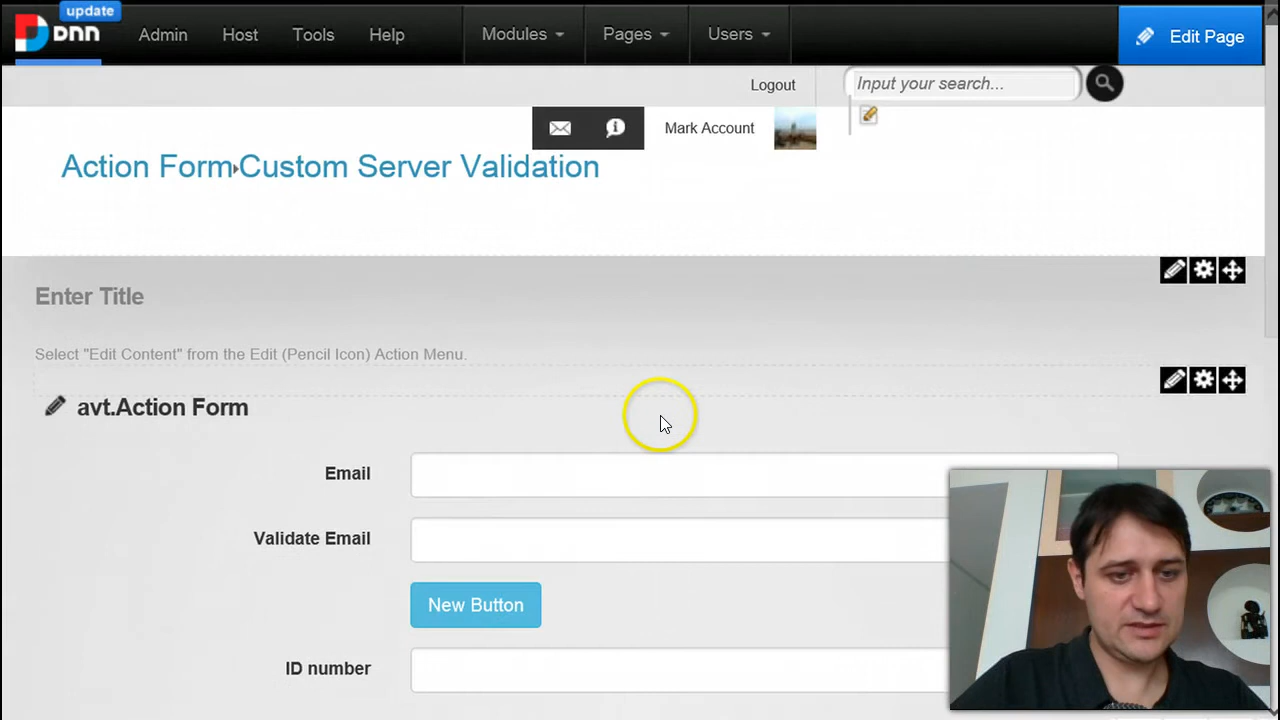 update
DNN Admin Host Tools Help Modules Pages Users Edit Page
Logout Input your search...
Mark Account
Action Form Custom Server Validation
Enter Title
Select "Edit Content" from the Edit (Pencil Icon) Action Menu.
avt.Action Form
Email
Validate Email
New Button
ID number